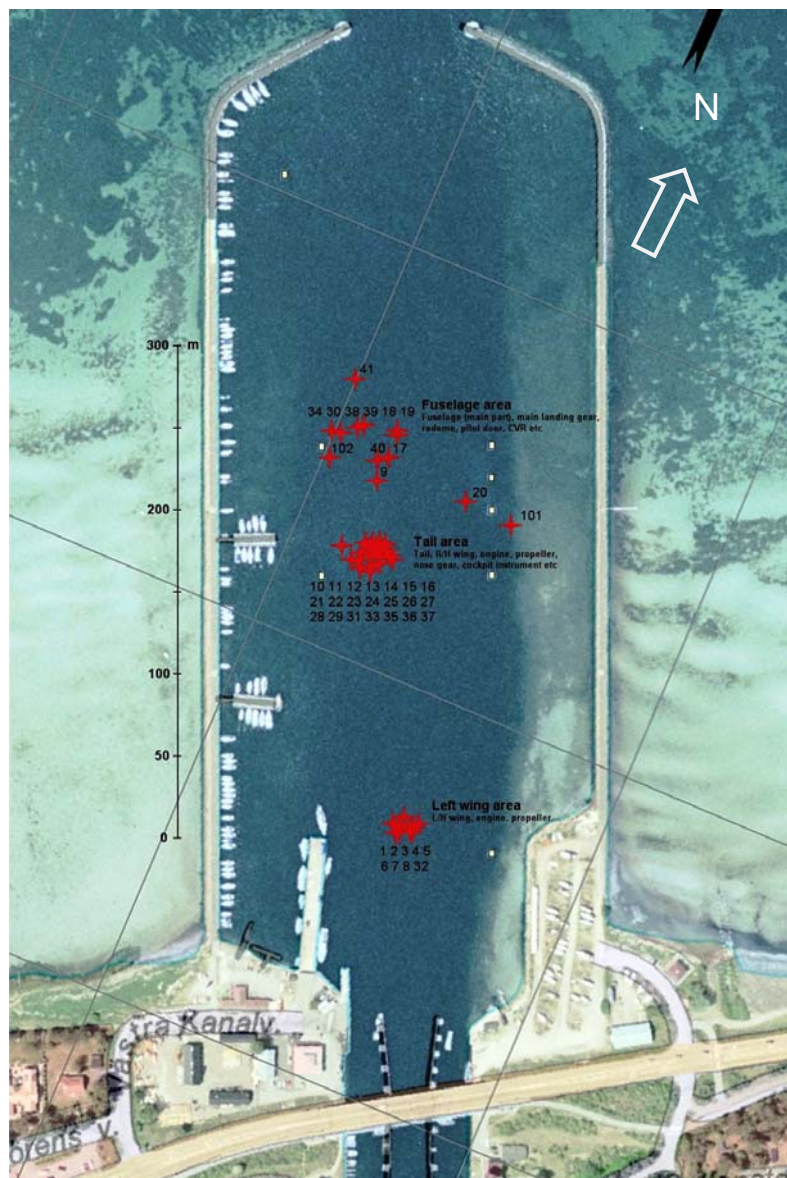 N
300 m
41
34 30 38 39 18 19
Fuselage area
Fuselage (main part), main landing gear,
radome, pilot door, CVR etc
102
40 17
9
20
200
101
Tail area
Tail, R/H wing, engine, propeller,
nose gear, cockpit instrument etc
10 11 12 13 14 15 16
21 22 23 24 25 26 27
28 29 31 33 35 36 37
100
50
Left wing area
L/H wing, engine, propeller
0
1 2 3 4 5
6 7 8 32
Västra Kanalv.
orens v.